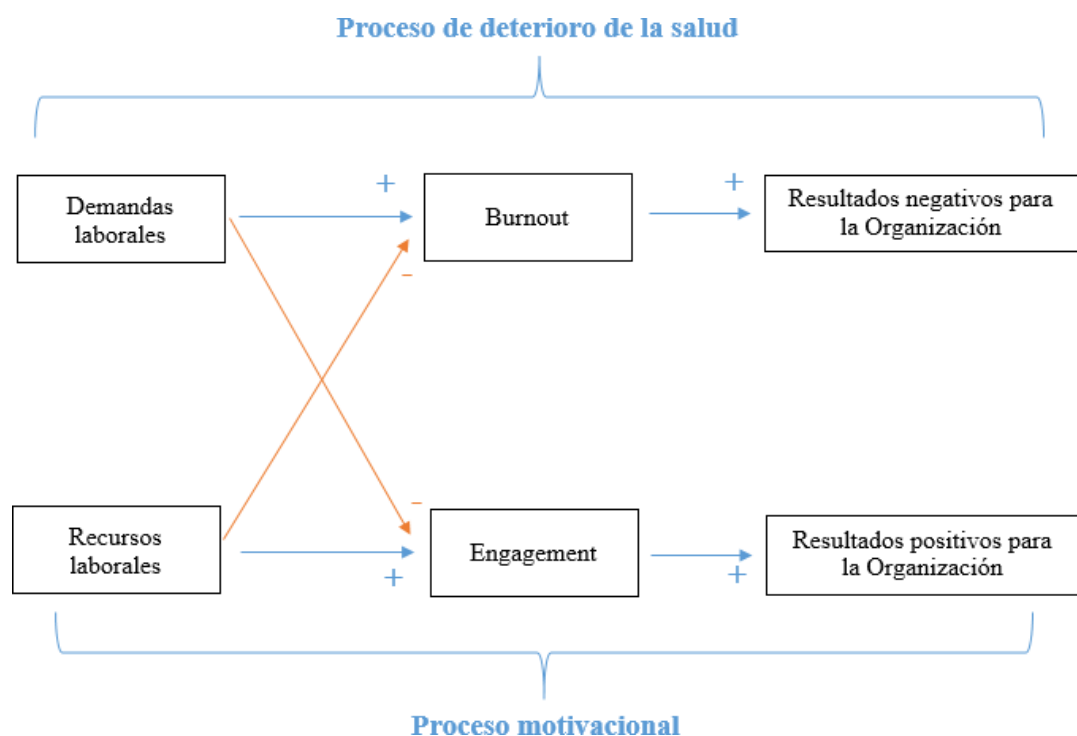 Proceso de deterioro de la salud
+
+
Demandas
laborales
Burnout
Resultados negativos para
la Organización
-
-
Recursos
laborales
Engagement
Resultados positivos para
la Organización
+
+
Proceso motivacional